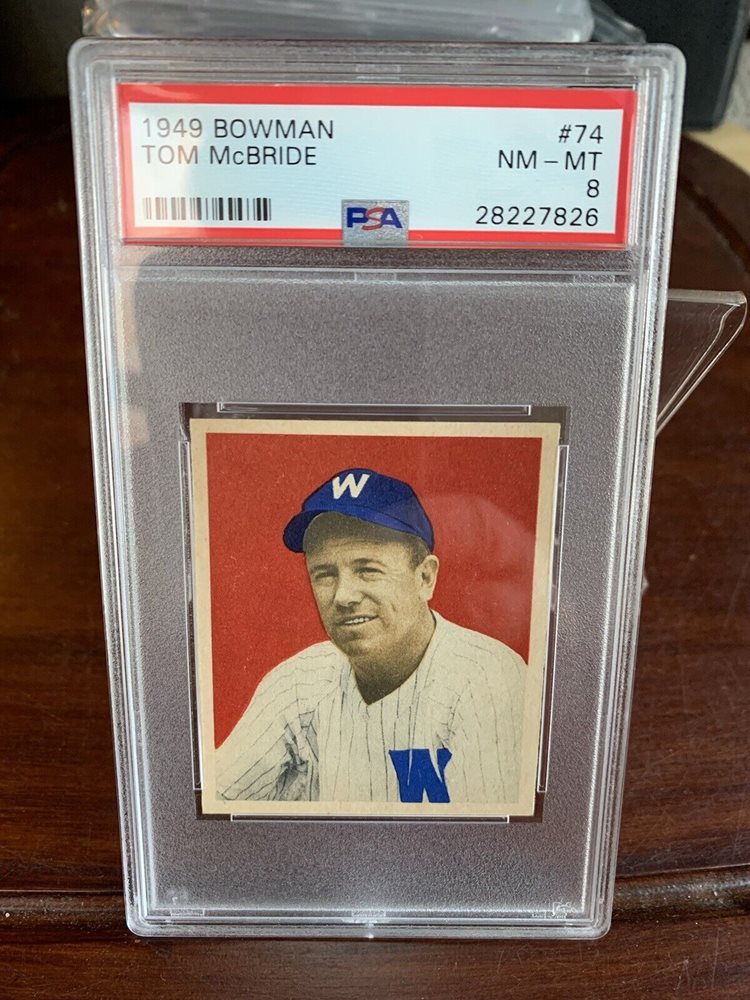 1949 BOWMAN #74
TOM McBRIDE NM - MT
8
PSA 28227826
W
W